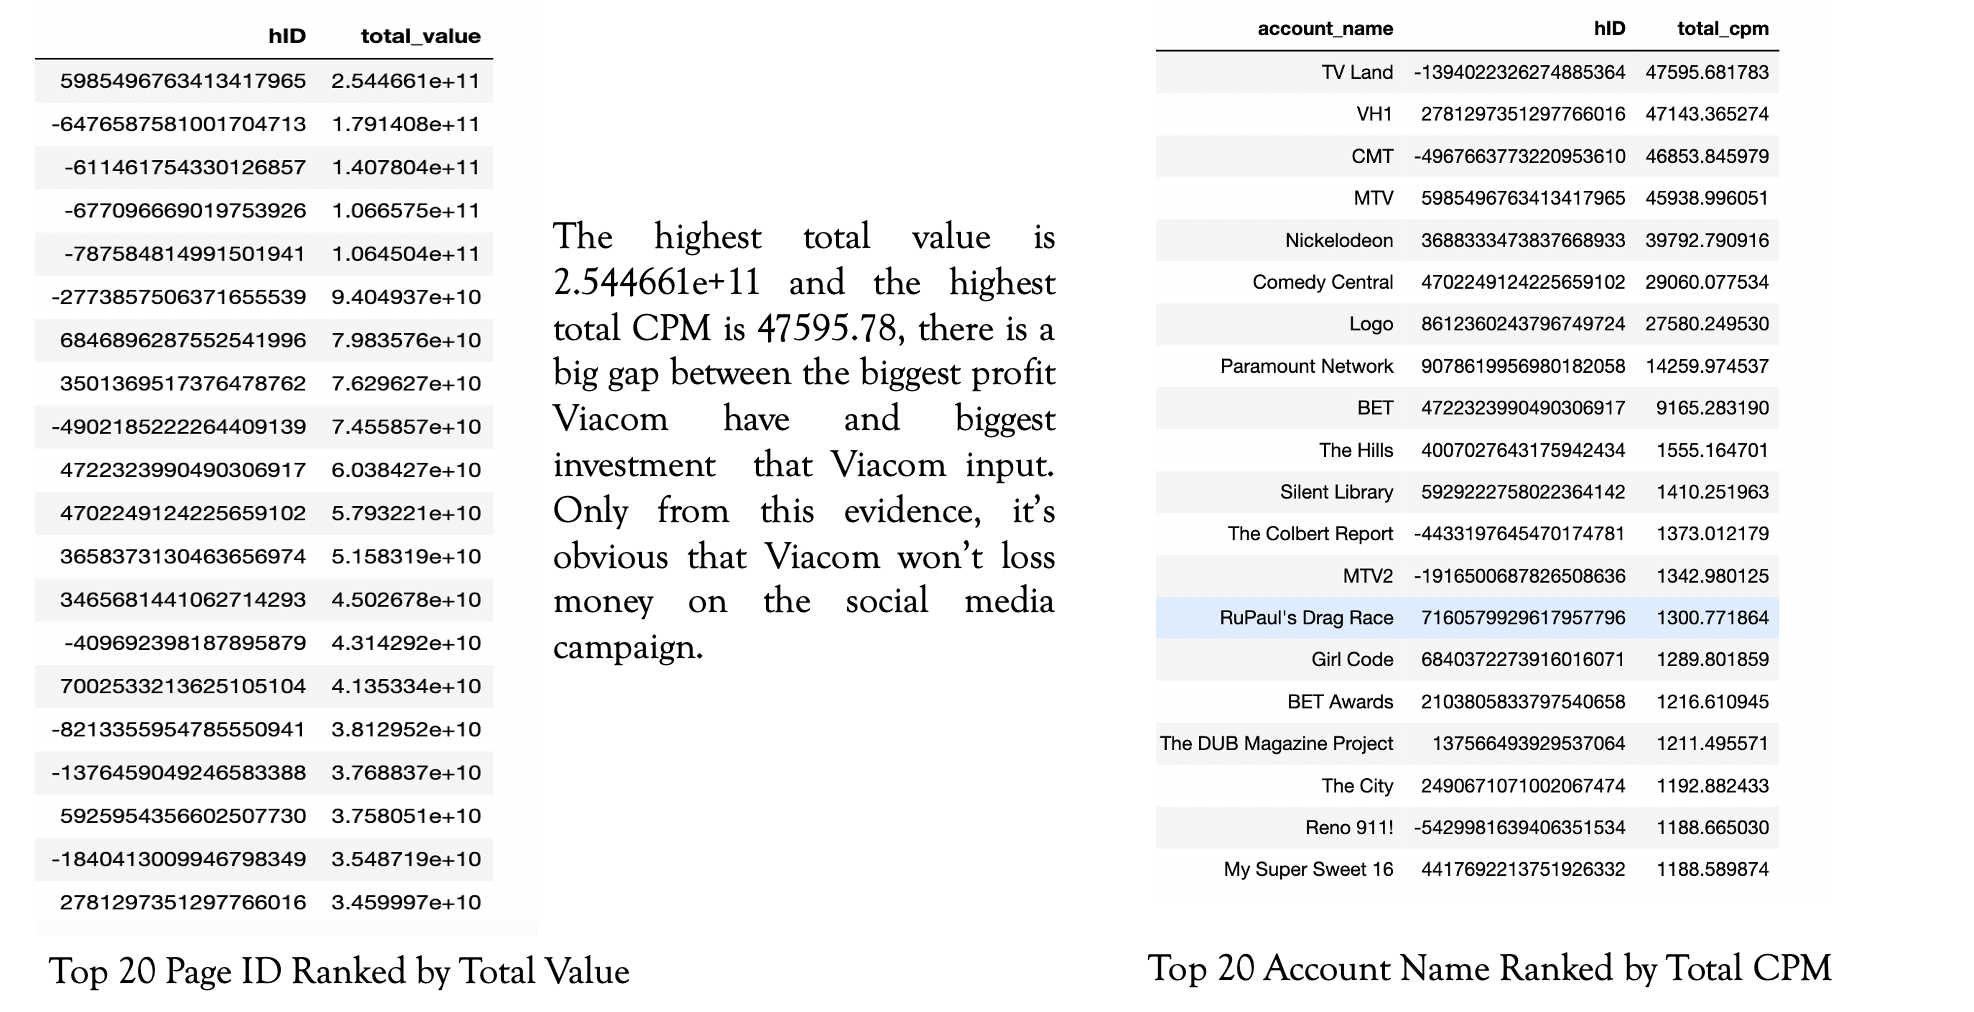 hID total_value
5985496763413417965 2.544661e+11
-6476587581001704713 1.791408e+11
-6114617543330126857 1.407804e+11
-6770966669019753926 1.066575e+11
-787584814991501941 1.064504e+11
-2773857506371655539 9.404937e+10
6846896287552541996 7.983576e+10
3501369517376478762 7.629627e+10
-4902185222264409139 7.455857e+10
4722323990490306917 6.038427e+10
4702249124225659102 5.793221e+10
3658373130463656974 5.158319e+10
3465681441062714293 4.502678e+10
-409692398187895879 4.314292e+10
7002533213625105104 4.135334e+10
-8213355954785550941 3.812952e+10
-1376459049246583388 3.768837e+10
5925954356602507730 3.758051e+10
-1840413009946798349 3.548719e+10
2781297351297766016 3.459997e+10
Top 20 Page ID Ranked by Total Value
The highest total value is
2.544661e+11 and the highest
total CPM is 47595.78, there is a
big gap between the biggest profit
Viacom have and biggest
investment that Viacom input.
Only from this evidence, it’s
obvious that Viacom won’t loss
money on the social media
campaign.
account_name hID total_cpm
TV Land -1394022326274885364 47595.681783
VH1 2781297351297766016 47143.365274
CMT -4967663773220953610 46853.845979
MTV 5985496763413417965 45938.996051
Nickelodeon 3688333473837668933 39792.790916
Comedy Central 4702249124225659102 29060.077534
Logo 8612360243796749724 27580.249530
Paramount Network 9078619956980182058 14259.974537
BET 4722323990490306917 9165.283190
The Hills 4007027643175942434 1555.164701
Silent Library 5929222758022364142 1410.251963
The Colbert Report -4433197645470174781 1373.012179
MTV2 -1916500687826508636 1342.980125
RuPaul's Drag Race 7160579929617957796 1300.771864
Girl Code 6840372273916016071 1289.801859
BET Awards 2103805833797540658 1216.610945
The DUB Magazine Project 137566493929537064 1211.495571
The City 2490671071002067474 1192.882433
Reno 911! -5429981639406351534 1188.665030
My Super Sweet 16 4417692213751926332 1188.589874
Top 20 Account Name Ranked by Total CPM